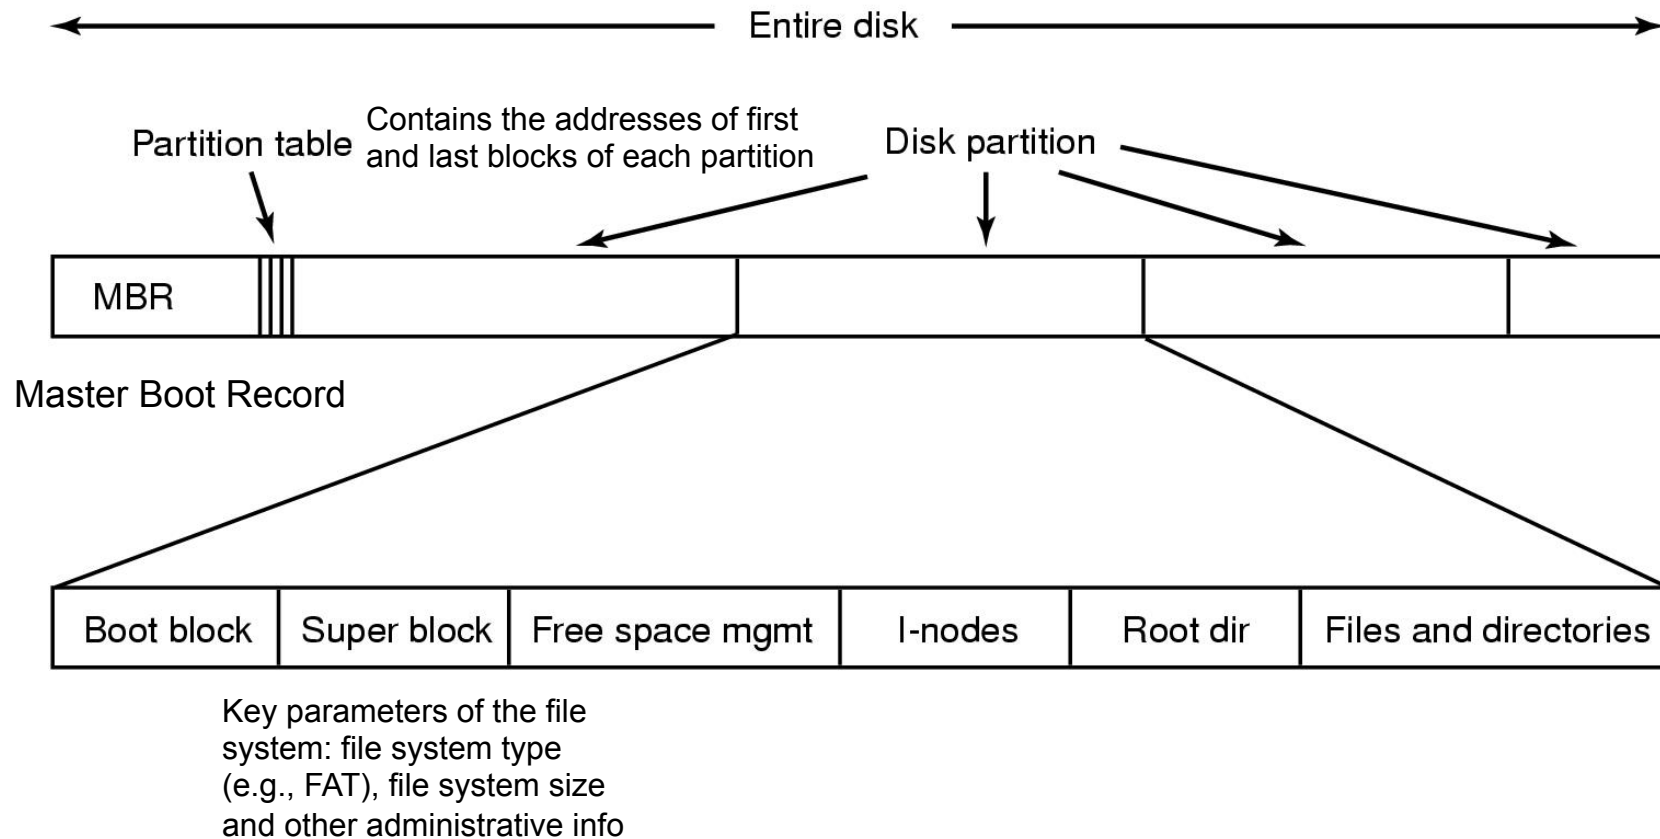 Entire disk
Partition table
Contains the addresses of first
and last blocks of each partition
Disk partition
MBR
Master Boot Record
Boot block
Super block
Free space mgmt
I-nodes
Root dir
Files and directories
Key parameters of the file
system: file system type
(e.g., FAT), file system size
and other administrative info